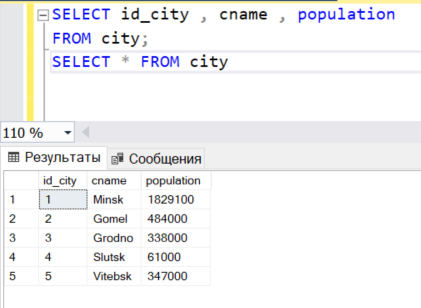 SELECT id_city , cname , population
FROM city;
SELECT * FROM city
110 %
Результаты Сообщения
id_city cname population
1 1 Minsk 1829100
2 2 Gomel 484000
3 3 Grodno 338000
4 4 Slutsk 61000
5 5 Vitebsk 347000